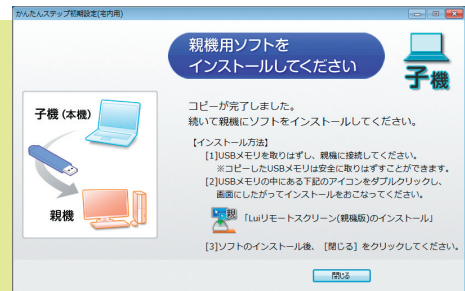 かんたんステップ初期設定(宅内用)
親機用ソフトを
インストールしてください
子機
コピーが完了しました。
続いて親機にソフトをインストールしてください。
子機 (本機)
親機
【インストール方法】
[1]USBメモリを取りはずし、親機に接続してください。
※コピーしたUSBメモリは安全に取りはずすことができます。
[2]USBメモリの中にある下記のアイコンをダブルクリックし、
画面にしたがってインストールをおこなってください。
親
「Luiリモートスクリーン(親機版)のインストール」
[3]ソフトのインストール後、[閉じる] をクリックしてください。
閉じる